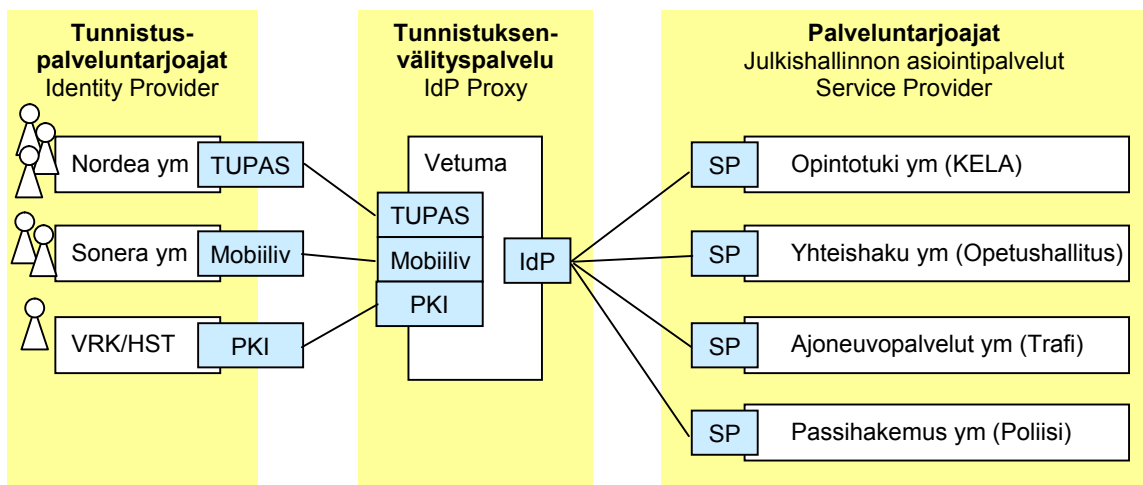 Tunnistus-
palveluntarjoajat
Identity Provider
Nordea ym
TUPAS
Sonera ym
Mobiiliv
VRK/HST
PKI
Tunnistuksen-
välityspalvelu
IdP Proxy
Vetuma
TUPAS
Mobiiliv
PKI
IdP
Palveluntarjoajat
Julkishallinnon asiointipalvelut
Service Provider
SP
Opintotuki ym (KELA)
SP
Yhteishaku ym (Opetushallitus)
SP
Ajoneuvopalvelut ym (Trafi)
SP
Passihakemus ym (Poliisi)